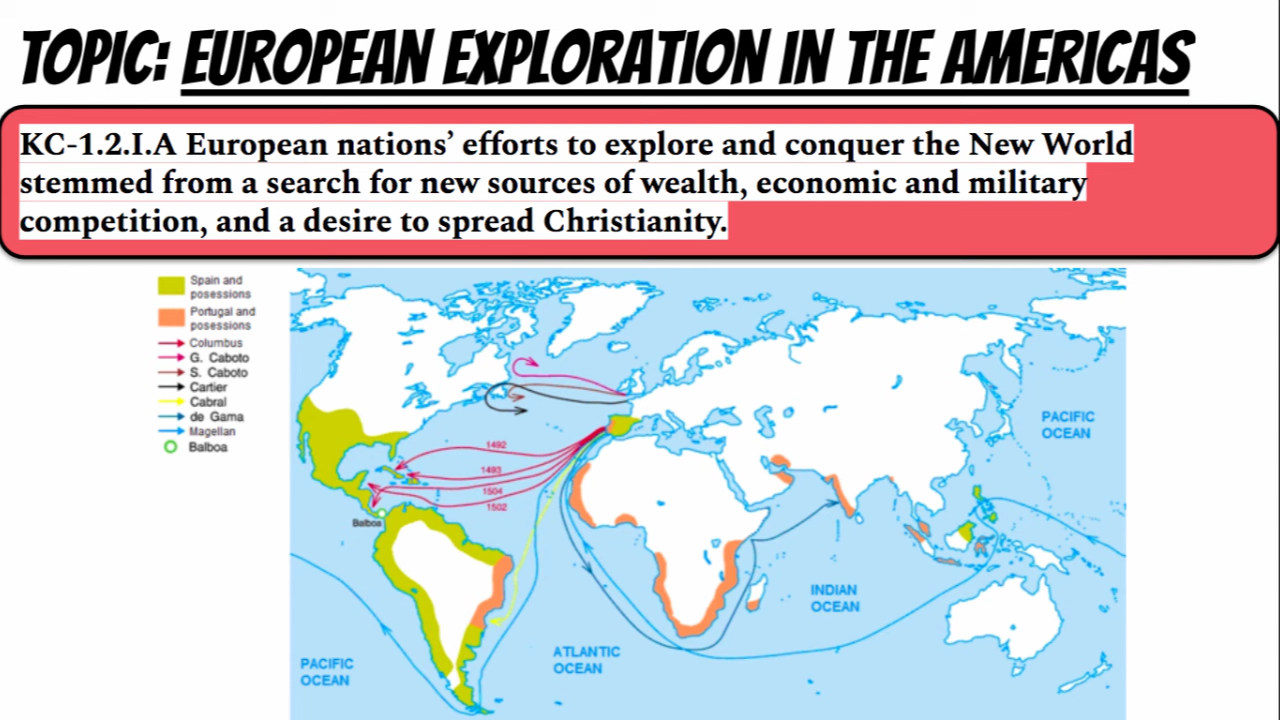 TOPIC: EUROPEAN EXPLORATION IN THE AMERICAS
KC-1.2.I.A European nations’ efforts to explore and conquer the New World
stemmed from a search for new sources of wealth, economic and military
competition, and a desire to spread Christianity.
Spain and
posessions
Portugal and
posessions
Columbus
G. Caboto
S. Caboto
Cartier
Cabral
de Gama
Magellan
Balboa
1492
1493
1504
1502
Balboa
PACIFIC
OCEAN
INDIAN
OCEAN
ATLANTIC
OCEAN
PACIFIC
OCEAN